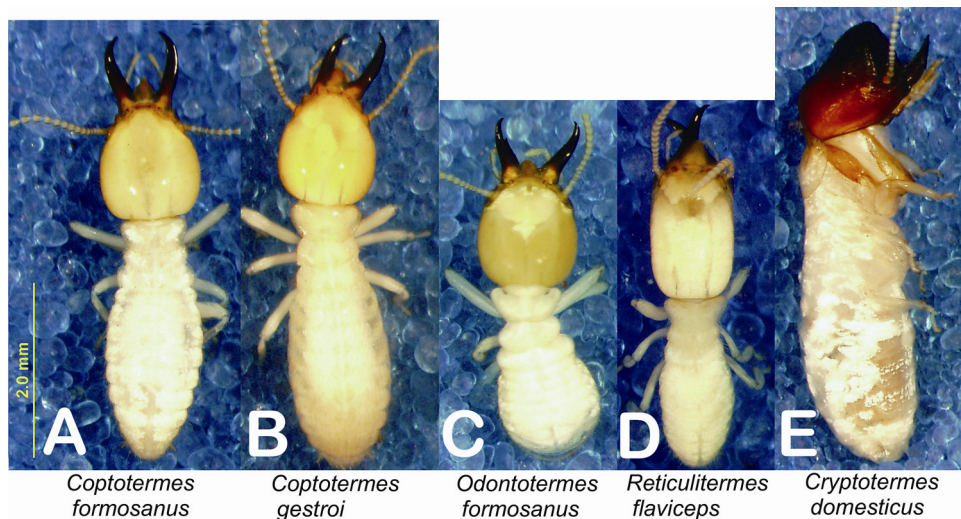 2.0 mm
A
B
C
D
E
Coptotermes
formosanus
Coptotermes
gestroi
Odontotermes
formosanus
Reticulitermes
flaviceps
Cryptotermes
domesticus